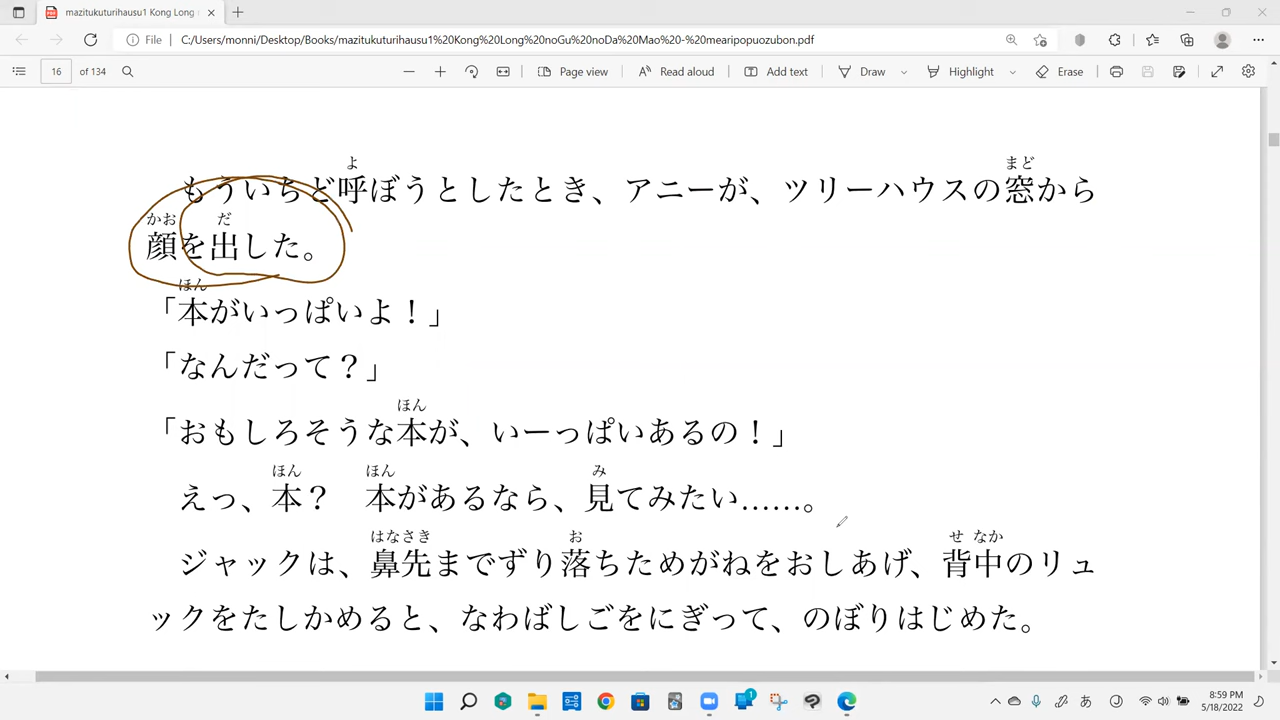 mazitukuturihausu1 Kong Long
File
C:/Users/monni/Desktop/Books/mazitukuturihausu1%20Kong%20Long%20noGu%20noDa%20Mao%20-%20mearipopuozubon.pdf
16 of 134
Page view
Read aloud
Add text
Draw
Highlight
Erase
よ まど
もういちど呼ぼうとしたとき、アニーが、ツリーハウスの窓から
かお だ
顔を出した。
ほん
「本がいっぱいよ！」
「なんだって？」
ほん
「おもしろそうな本が、いーっぱいあるの！」
ほん ほん み
えっ、本？　本があるなら、見てみたい……。
はなさき お せ なか
ジャックは、鼻先までずり落ちためがねをおしあげ、背中のリュ
ックをたしかめると、なわばしごをにぎって、のぼりはじめた。
1
あ
8:59 PM
5/18/2022